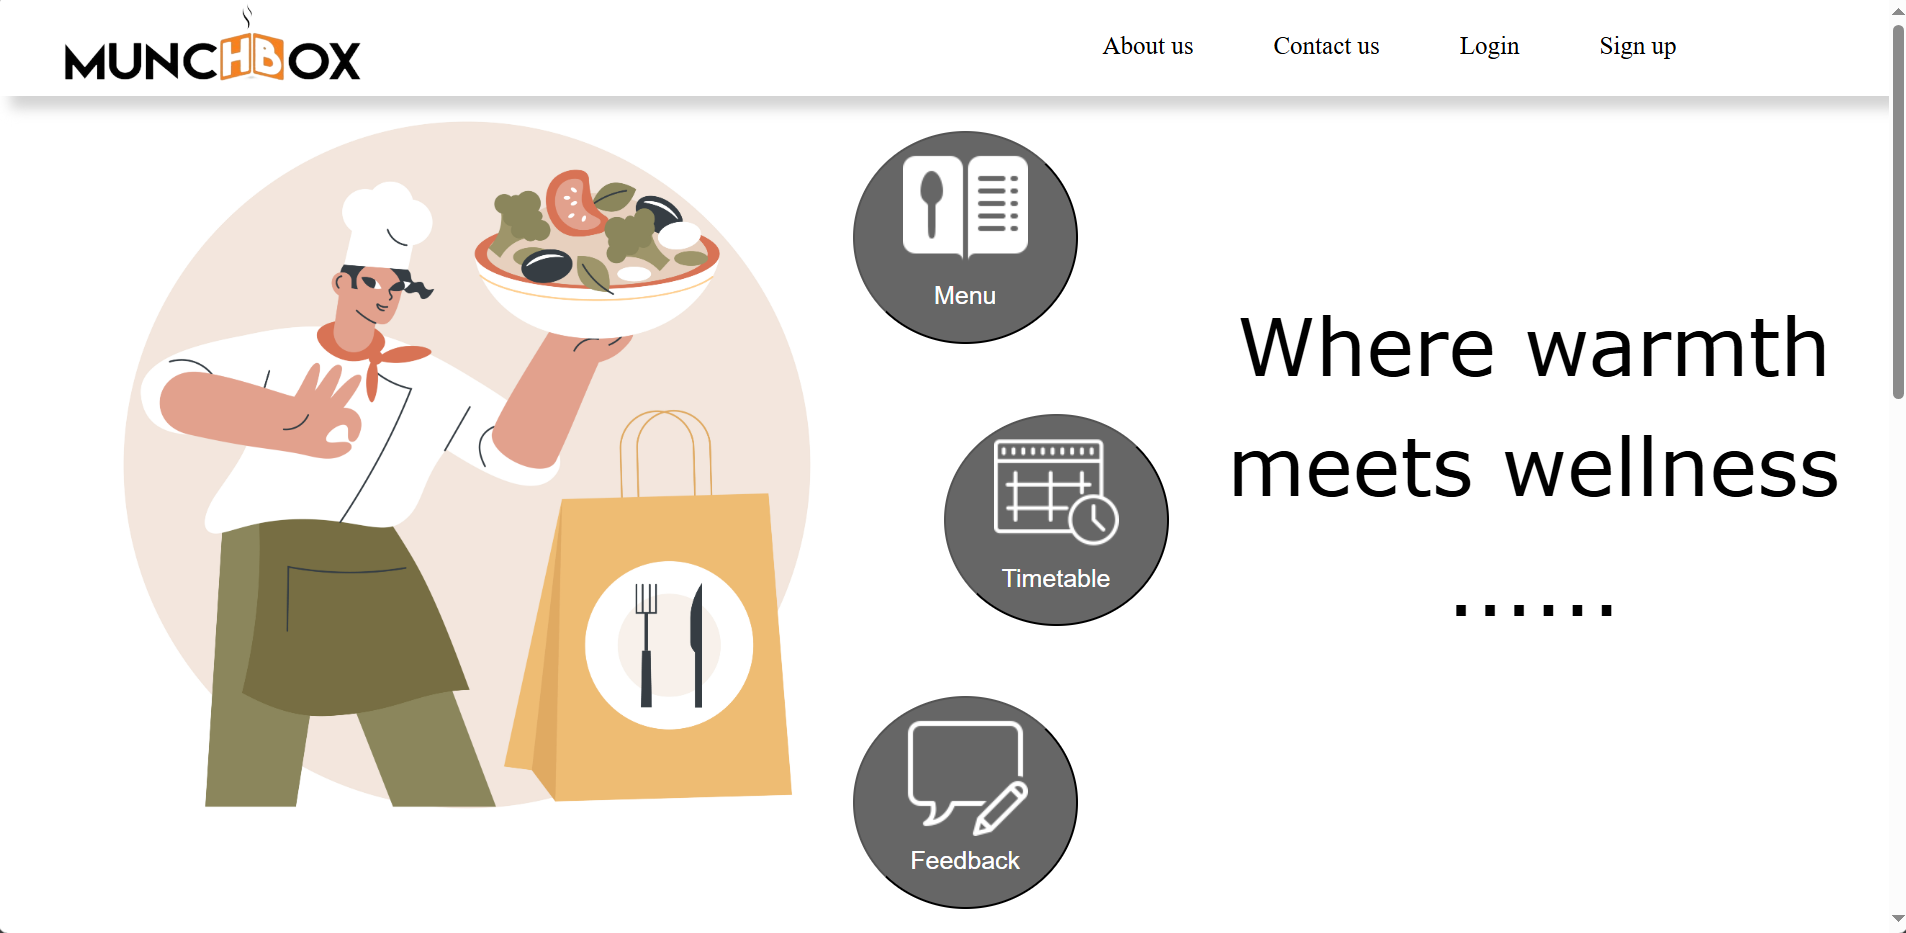 MUNCHBOX
About us
Contact us
Login
Sign up
Menu
Timetable
Feedback
Where warmth
meets wellness
......